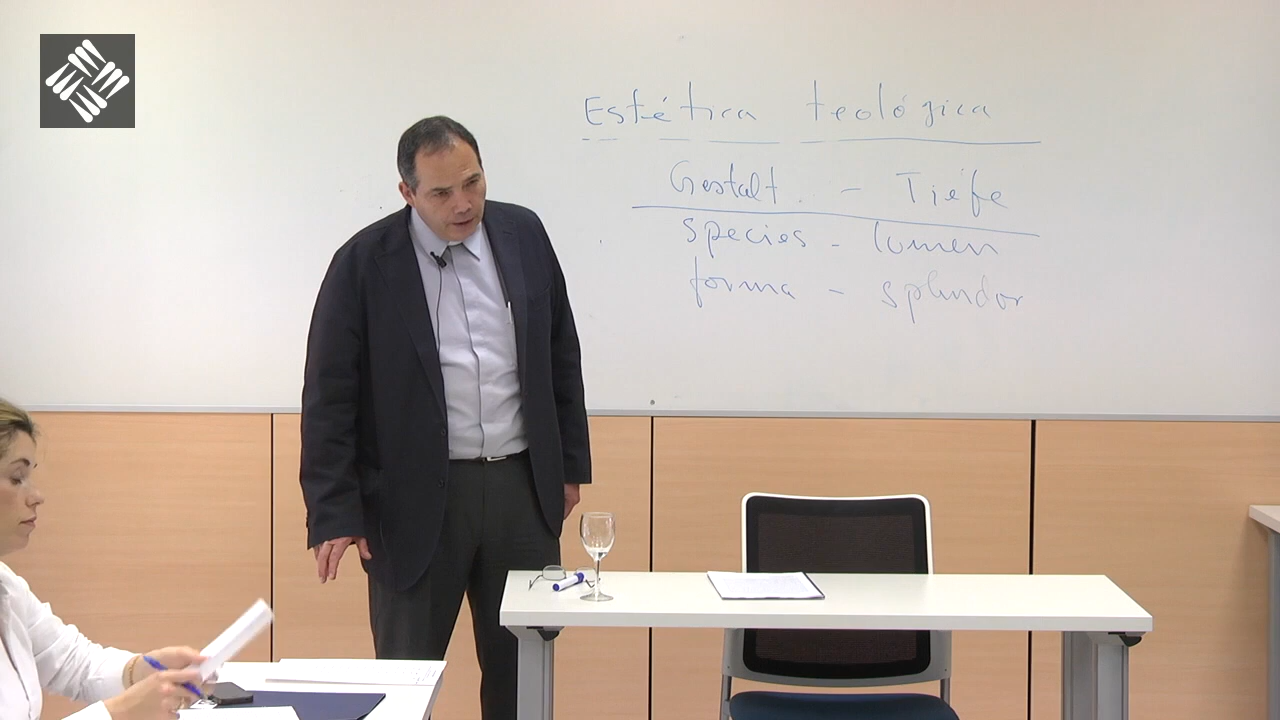 Estética teológica
Gestalt - Tiefe
species - lumen
forma - splendor